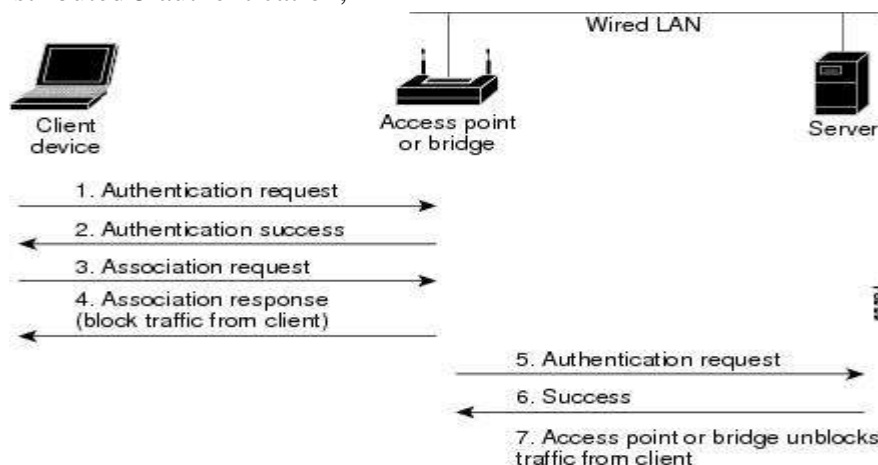 Wired LAN
Client
device
Access point
or bridge
Server
1. Authentication request
2. Authentication success
3. Association request
4. Association response
(block traffic from client)
5. Authentication request
6. Success
7. Access point or bridge unblocks
traffic from client